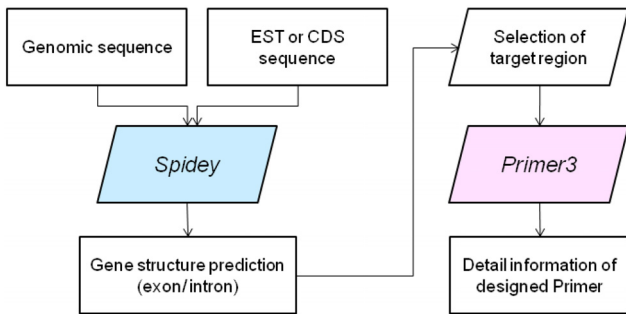 Genomic sequence
EST or CDS
sequence
Spidey
Gene structure prediction
(exon/intron)
Selection of
target region
Primer3
Detail information of
designed Primer